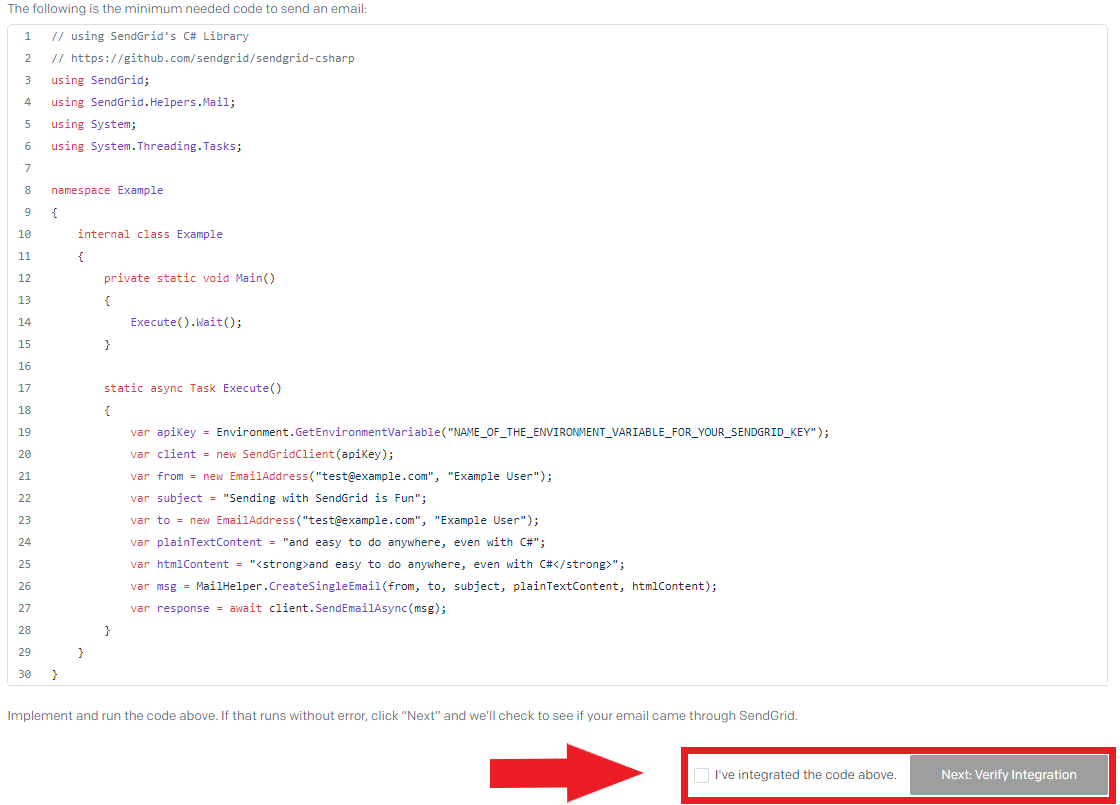 The following is the minimum needed code to send an email:
1 // using SendGrid's C# Library
2 // https://github.com/sendgrid/sendgrid-csharp
3 using SendGrid;
4 using SendGrid.Helpers.Mail;
5 using System;
6 using System.Threading.Tasks;
7
8 namespace Example
9 {
10     internal class Example
11     {
12         private static void Main()
13         {
14             Execute().Wait();
15         }
16
17         static async Task Execute()
18         {
19             var apiKey = Environment.GetEnvironmentVariable("NAME_OF_THE_ENVIRONMENT_VARIABLE_FOR_YOUR_SENDGRID_KEY");
20             var client = new SendGridClient(apiKey);
21             var from = new EmailAddress("test@example.com", "Example User");
22             var subject = "Sending with SendGrid is Fun";
23             var to = new EmailAddress("test@example.com", "Example User");
24             var plainTextContent = "and easy to do anywhere, even with C#";
25             var htmlContent = "<strong>and easy to do anywhere, even with C#</strong>";
26             var msg = MailHelper.CreateSingleEmail(from, to, subject, plainTextContent, htmlContent);
27             var response = await client.SendEmailAsync(msg);
28         }
29     }
30 }
Implement and run the code above. If that runs without error, click “Next” and we’ll check to see if your email came through SendGrid.
I've integrated the code above. Next: Verify Integration